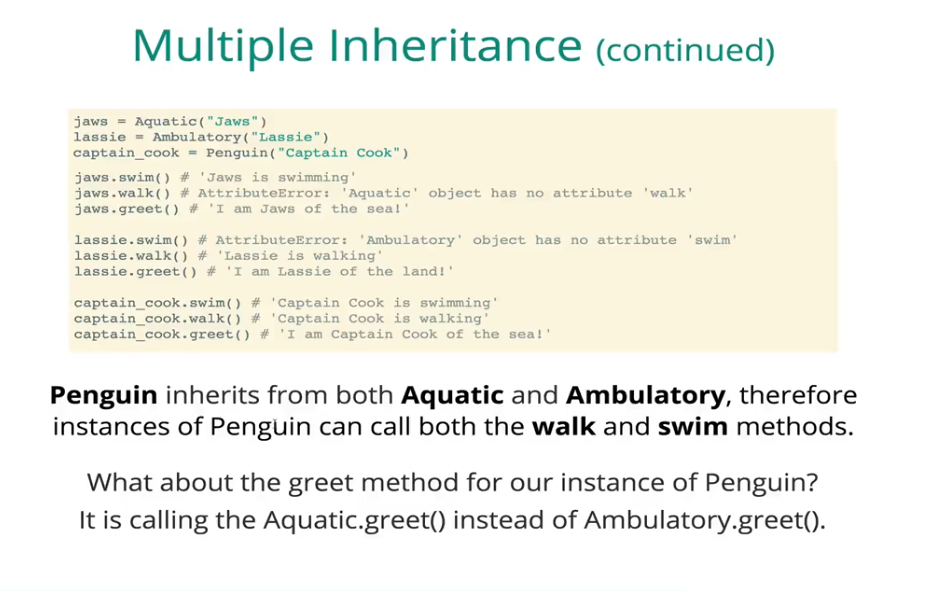 Multiple Inheritance (continued)
jaws = Aquatic("Jaws")
lassie = Ambulatory("Lassie")
captain_cook = Penguin("Captain Cook")
jaws.swim() # 'Jaws is swimming'
jaws.walk() # AttributeError: 'Aquatic' object has no attribute 'walk'
jaws.greet() # 'I am Jaws of the sea!'
lassie.swim() # AttributeError: 'Ambulatory' object has no attribute 'swim'
lassie.walk() # 'Lassie is walking'
lassie.greet() # 'I am Lassie of the land!'
captain_cook.swim() # 'Captain Cook is swimming'
captain_cook.walk() # 'Captain Cook is walking'
captain_cook.greet() # 'I am Captain Cook of the sea!'
Penguin inherits from both Aquatic and Ambulatory, therefore
instances of Penguin can call both the walk and swim methods.
What about the greet method for our instance of Penguin?
It is calling the Aquatic.greet() instead of Ambulatory.greet().